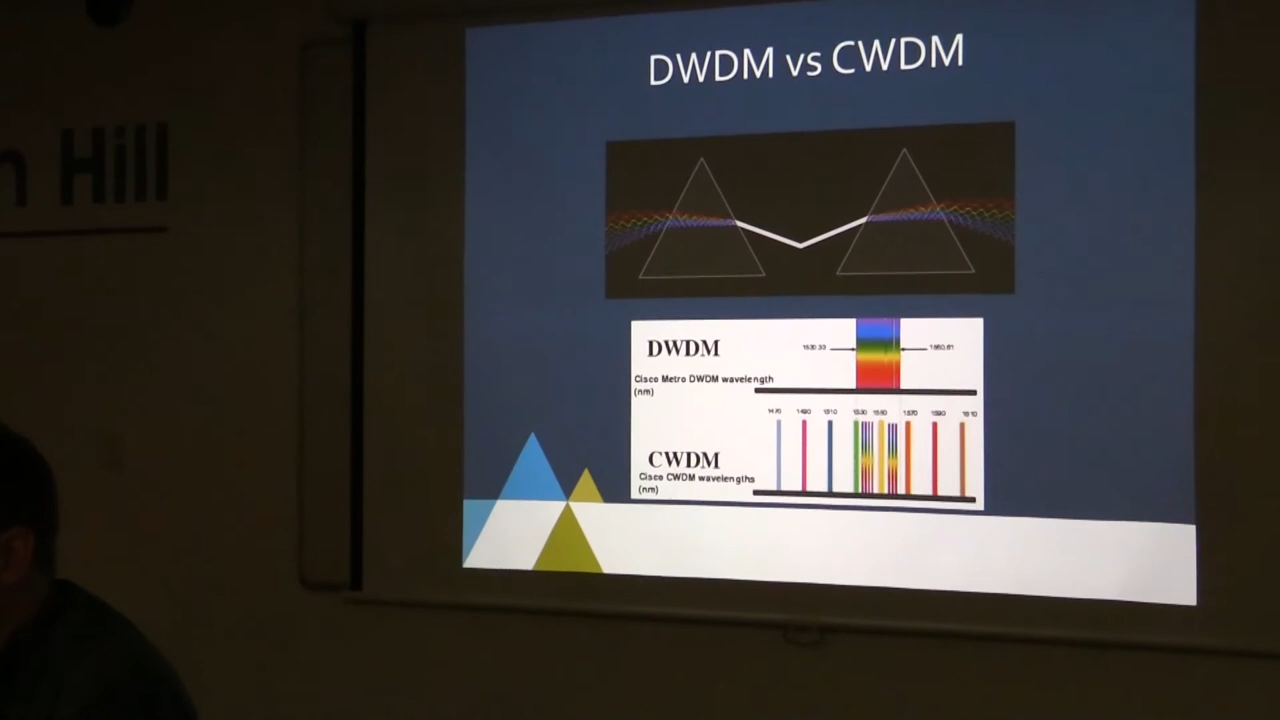 DWDM vs CWDM
n Hill
DWDM
1530.33
1560.61
Cisco Metro DWDM wavelength
(nm)
1470 1490 1510 1530 1550 1570 1590 1610
CWDM
Cisco CWDM wavelengths
(nm)